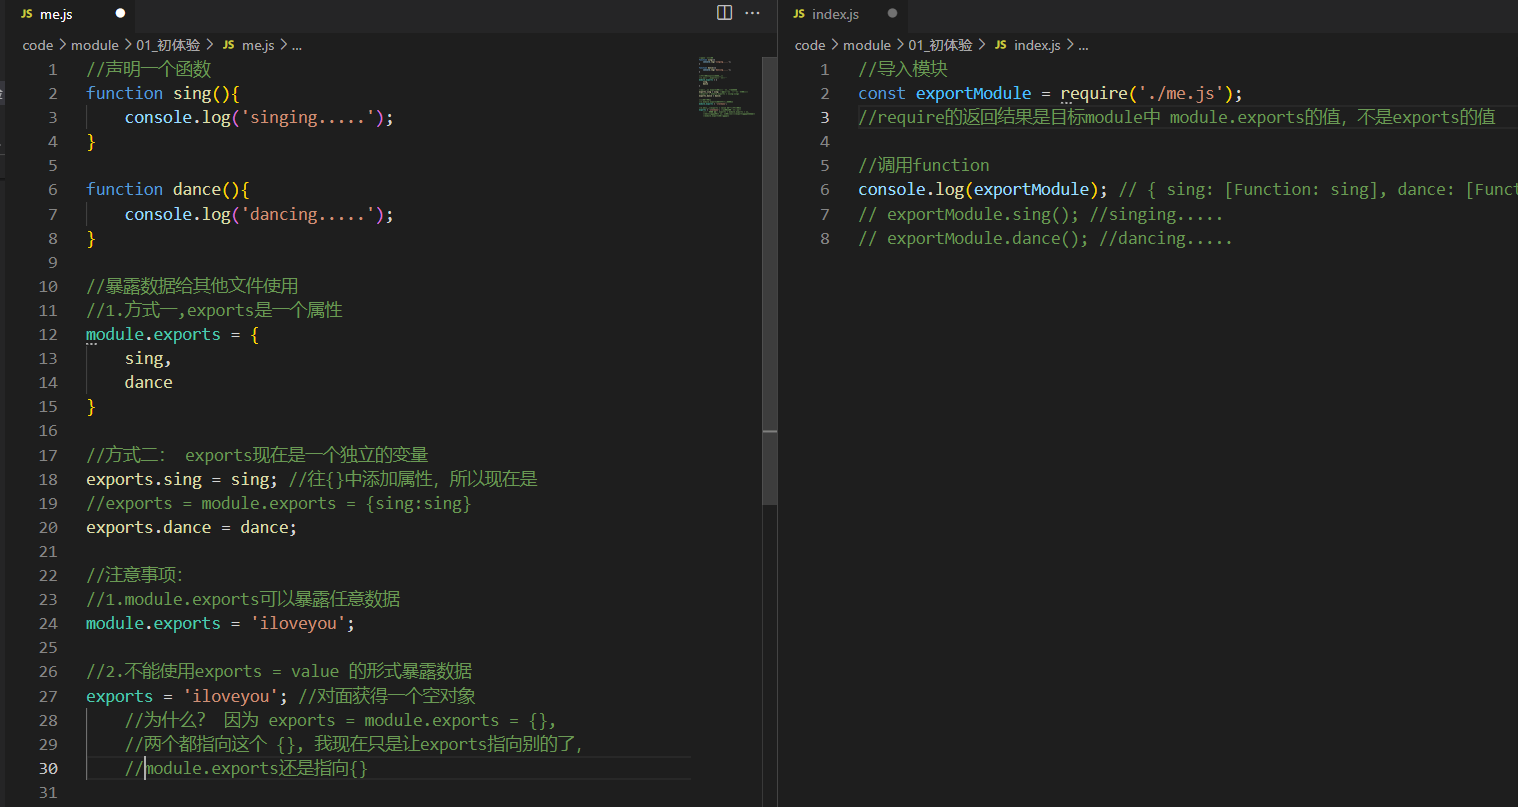 JS me.js
code > module > 01_初体验 > JS me.js > ...
1 //声明一个函数
2 function sing(){
3 console.log('singing.....');
4 }
5
6 function dance(){
7 console.log('dancing.....');
8 }
9
10 //暴露数据给其他文件使用
11 //1.方式一,exports是一个属性
12 module.exports = {
13 sing,
14 dance
15 }
16
17 //方式二： exports现在是一个独立的变量
18 exports.sing = sing; //往{}中添加属性，所以现在是
19 //exports = module.exports = {sing:sing}
20 exports.dance = dance;
21
22 //注意事项：
23 //1.module.exports可以暴露任意数据
24 module.exports = 'iloveyou';
25
26 //2.不能使用exports = value 的形式暴露数据
27 exports = 'iloveyou'; //对面获得一个空对象
28 //为什么？ 因为 exports = module.exports = {}，
29 //两个都指向这个 {}，我现在只是让exports指向别的了，
30 //module.exports还是指向{}
31
JS index.js
code > module > 01_初体验 > JS index.js > ...
1 //导入模块
2 const exportModule = require('./me.js');
3 //require的返回结果是目标module中 module.exports的值，不是exports的值
4
5 //调用function
6 console.log(exportModule); // { sing: [Function: sing], dance: [Funct
7 // exportModule.sing(); //singing.....
8 // exportModule.dance(); //dancing.....